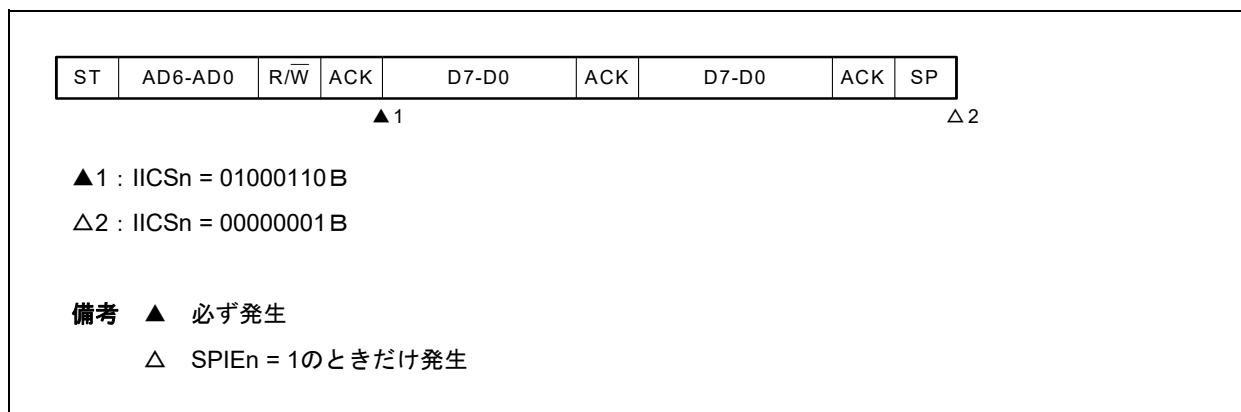 ST AD6-AD0 R/W̅ ACK D7-D0 ACK D7-D0 ACK SP
▲1 △2
▲1：IICSn = 01000110B
△2：IICSn = 00000001B
備考 ▲ 必ず発生
△ SPIEn = 1のときだけ発生